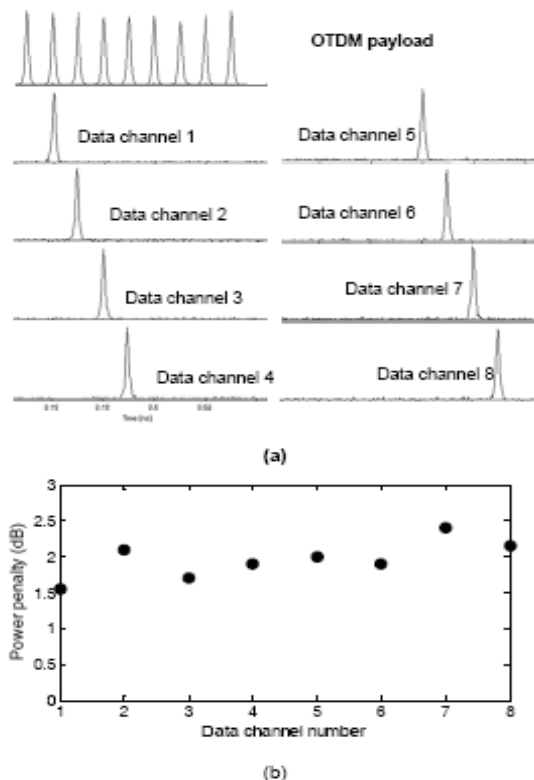 OTDM payload
Data channel 1
Data channel 5
Data channel 2
Data channel 6
Data channel 3
Data channel 7
Data channel 4
Data channel 8
(a)
3
2.5
2
1.5
1
0.5
0
1 2 3 4 5 6 7 8
Power penalty (dB)
Data channel number
(b)